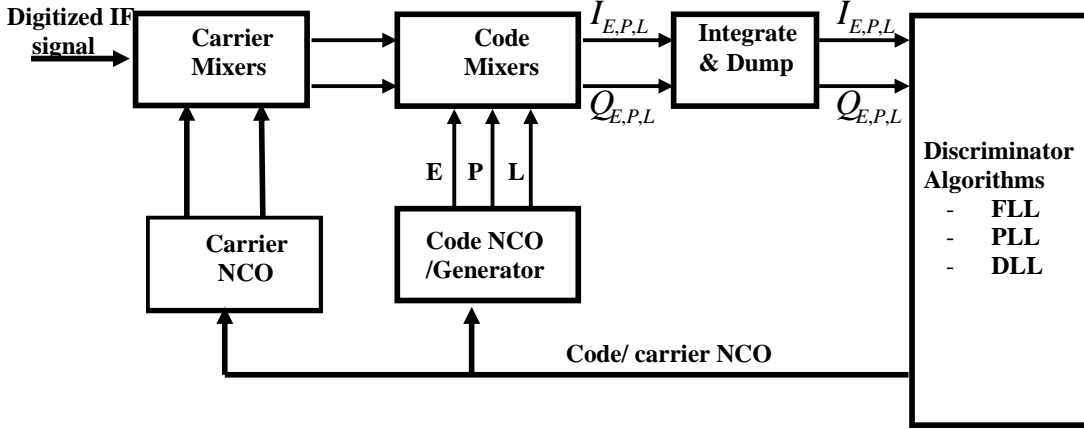 Digitized IF
signal
Carrier
Mixers
Code
Mixers
I_{E,P,L}
Q_{E,P,L}
Integrate
& Dump
I_{E,P,L}
Q_{E,P,L}
Discriminator
Algorithms
- FLL
- PLL
- DLL
E P L
Carrier
NCO
Code NCO
/Generator
Code/ carrier NCO